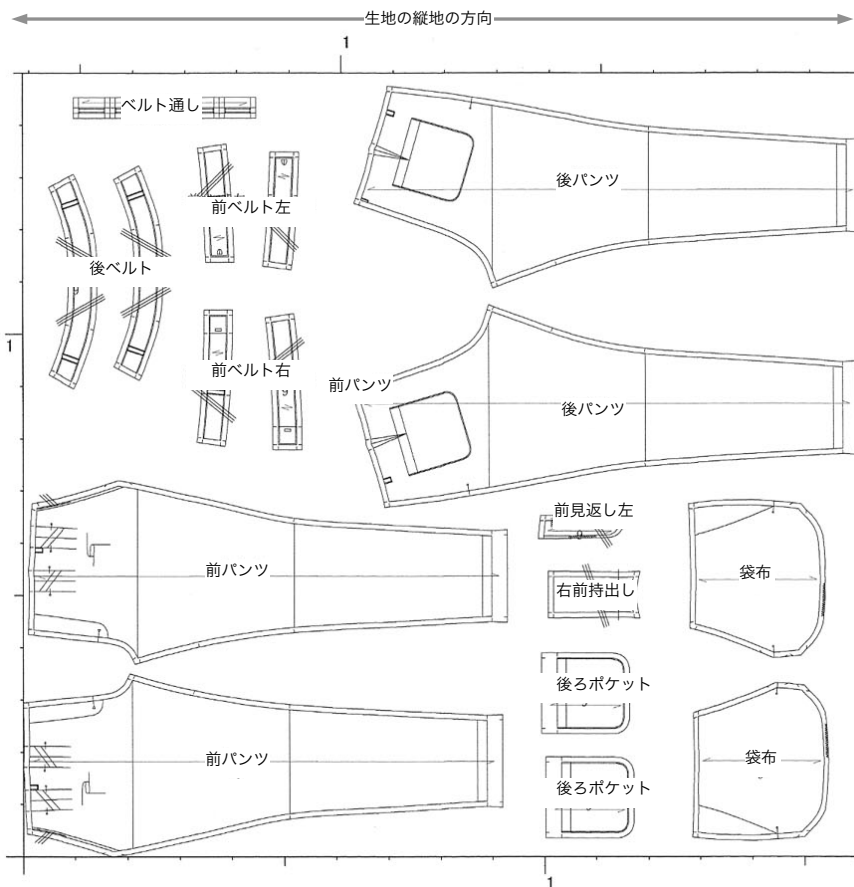 生地の縦地の方向
1
ベルト通し
後パンツ
前ベルト左
後ベルト
1
前ベルト右
前パンツ
後パンツ
前見返し左
前パンツ
袋布
右前持出し
後ろポケット
前パンツ
袋布
後ろポケット
1